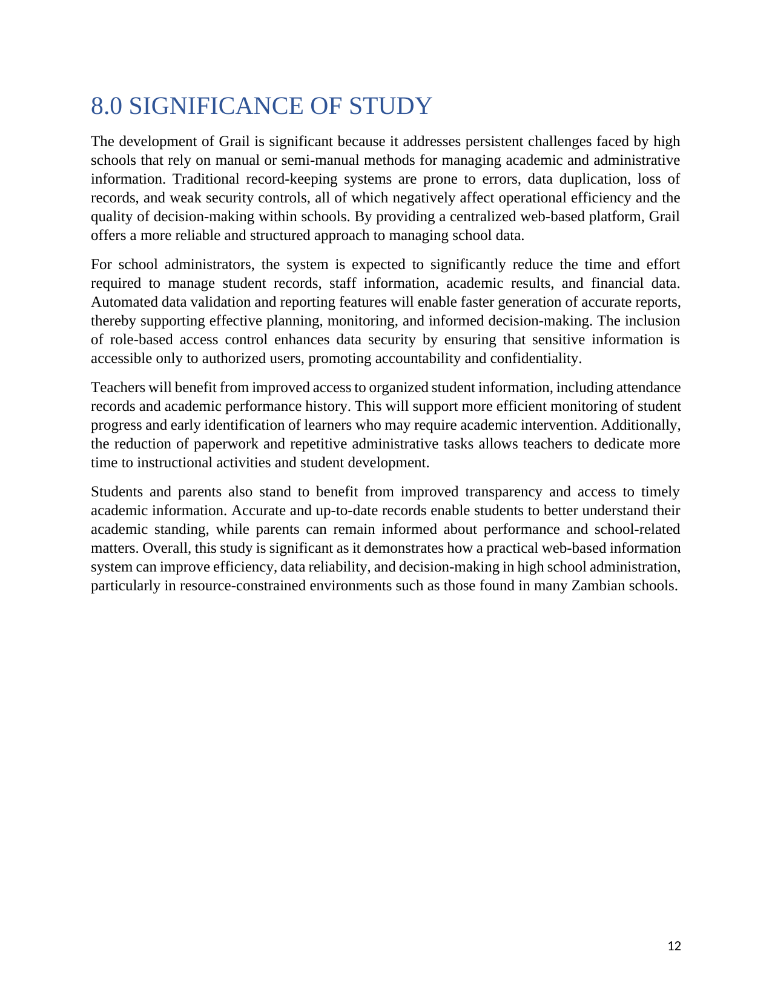 8.0 SIGNIFICANCE OF STUDY
The development of Grail is significant because it addresses persistent challenges faced by high
schools that rely on manual or semi-manual methods for managing academic and administrative
information. Traditional record-keeping systems are prone to errors, data duplication, loss of
records, and weak security controls, all of which negatively affect operational efficiency and the
quality of decision-making within schools. By providing a centralized web-based platform, Grail
offers a more reliable and structured approach to managing school data.
For school administrators, the system is expected to significantly reduce the time and effort
required to manage student records, staff information, academic results, and financial data.
Automated data validation and reporting features will enable faster generation of accurate reports,
thereby supporting effective planning, monitoring, and informed decision-making. The inclusion
of role-based access control enhances data security by ensuring that sensitive information is
accessible only to authorized users, promoting accountability and confidentiality.
Teachers will benefit from improved access to organized student information, including attendance
records and academic performance history. This will support more efficient monitoring of student
progress and early identification of learners who may require academic intervention. Additionally,
the reduction of paperwork and repetitive administrative tasks allows teachers to dedicate more
time to instructional activities and student development.
Students and parents also stand to benefit from improved transparency and access to timely
academic information. Accurate and up-to-date records enable students to better understand their
academic standing, while parents can remain informed about performance and school-related
matters. Overall, this study is significant as it demonstrates how a practical web-based information
system can improve efficiency, data reliability, and decision-making in high school administration,
particularly in resource-constrained environments such as those found in many Zambian schools.
12